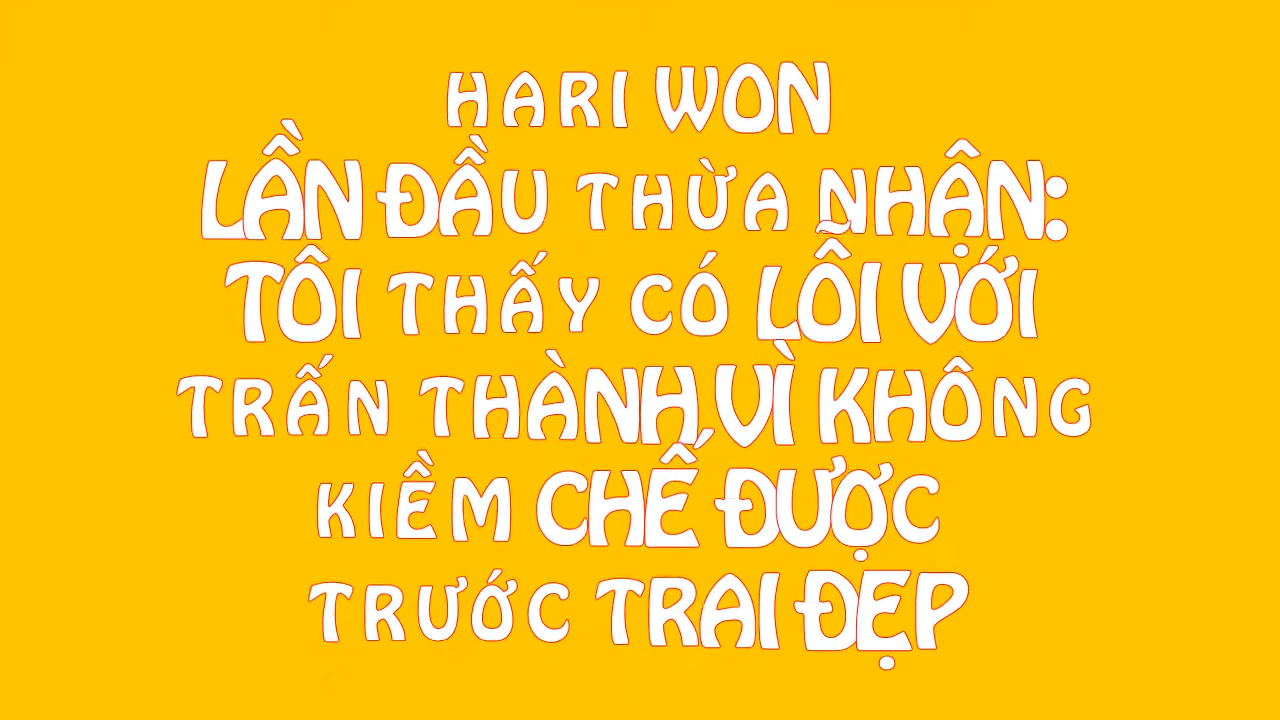 HARI WON
LẦN ĐẦU THỪA NHẬN:
TÔI THẤY CÓ LỖI VỚI
TRẤN THÀNH VÌ KHÔNG
KIỀM CHẾ ĐƯỢC
TRƯỚC TRAI ĐẸP